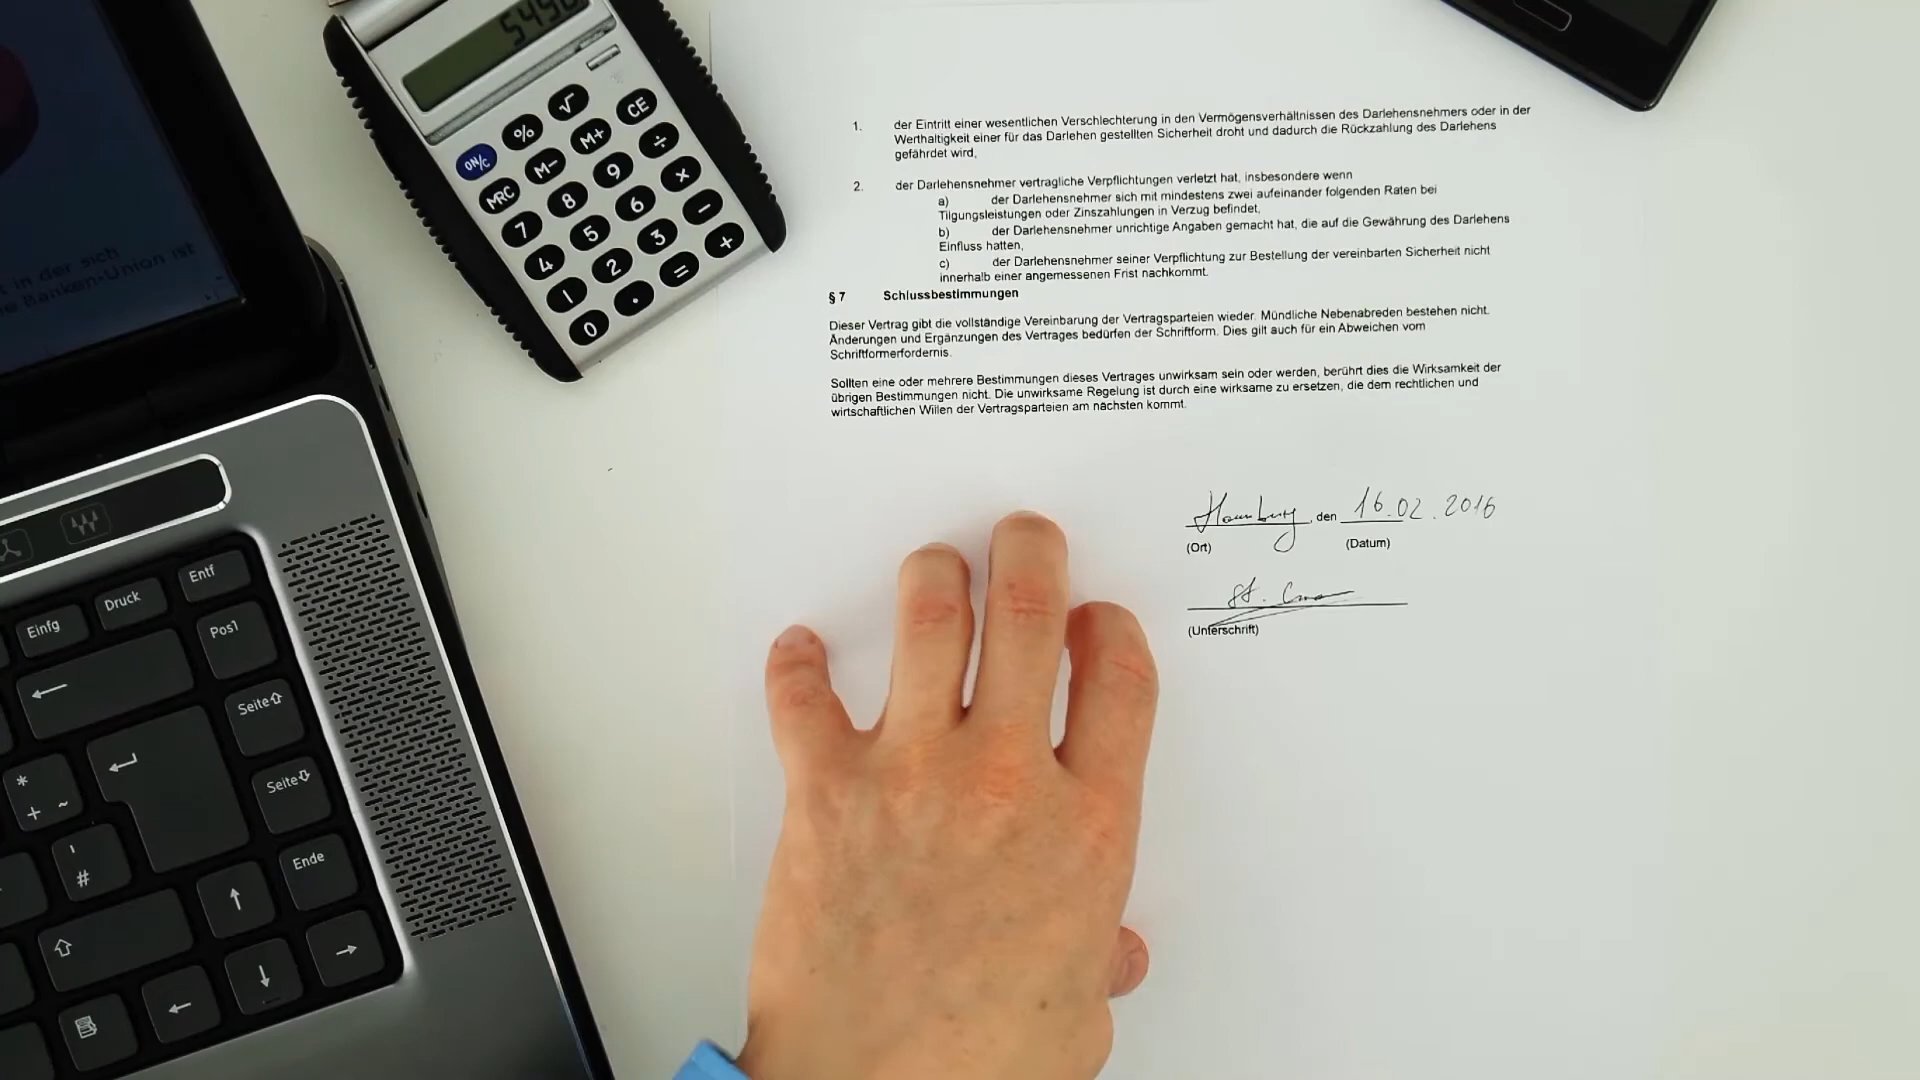 5450
%
√
CE
ON/C
M-
M+
÷
MRC
8
9
×
7
5
6
-
4
2
3
+
1
.
=
0
t in der sich
e Banken-Union ist
Entf
Druck
Einfg
Pos1
Seite
Seite
Ende
*
+ ~
'
#
1. der Eintritt einer wesentlichen Verschlechterung in den Vermögensverhältnissen des Darlehensnehmers oder in der
Werthaltigkeit einer für das Darlehen gestellten Sicherheit droht und dadurch die Rückzahlung des Darlehens
gefährdet wird,
2. der Darlehensnehmer vertragliche Verpflichtungen verletzt hat, insbesondere wenn
a) der Darlehensnehmer sich mit mindestens zwei aufeinander folgenden Raten bei
Tilgungsleistungen oder Zinszahlungen in Verzug befindet,
b) der Darlehensnehmer unrichtige Angaben gemacht hat, die auf die Gewährung des Darlehens
Einfluss hatten,
c) der Darlehensnehmer seiner Verpflichtung zur Bestellung der vereinbarten Sicherheit nicht
innerhalb einer angemessenen Frist nachkommt.
§ 7 Schlussbestimmungen
Dieser Vertrag gibt die vollständige Vereinbarung der Vertragsparteien wieder. Mündliche Nebenabreden bestehen nicht.
Änderungen und Ergänzungen des Vertrages bedürfen der Schriftform. Dies gilt auch für ein Abweichen vom
Schriftformerfordernis.
Sollten eine oder mehrere Bestimmungen dieses Vertrages unwirksam sein oder werden, berührt dies die Wirksamkeit der
übrigen Bestimmungen nicht. Die unwirksame Regelung ist durch eine wirksame zu ersetzen, die dem rechtlichen und
wirtschaftlichen Willen der Vertragsparteien am nächsten kommt.
Hamburg, den 16.02.2016
(Ort) (Datum)
(Unterschrift)